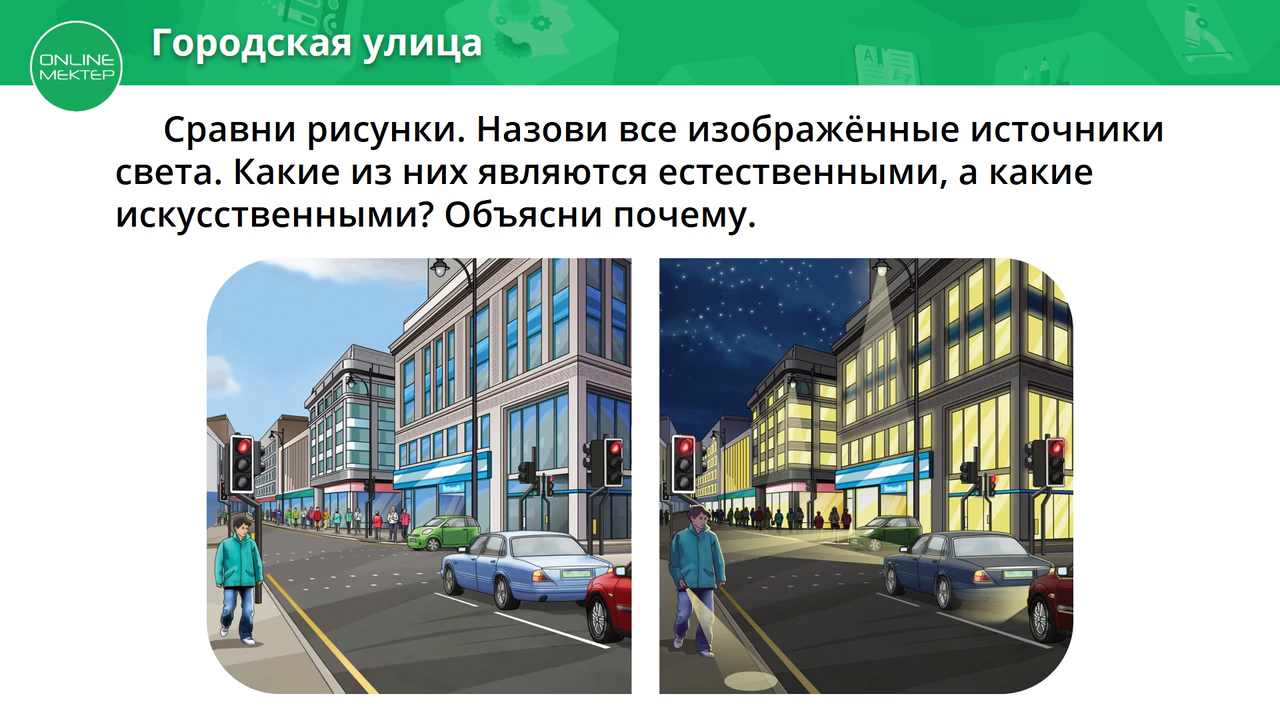 Городская улица
ONLINE
МЕКТЕР
Сравни рисунки. Назови все изображённые источники
света. Какие из них являются естественными, а какие
искусственными? Объясни почему.